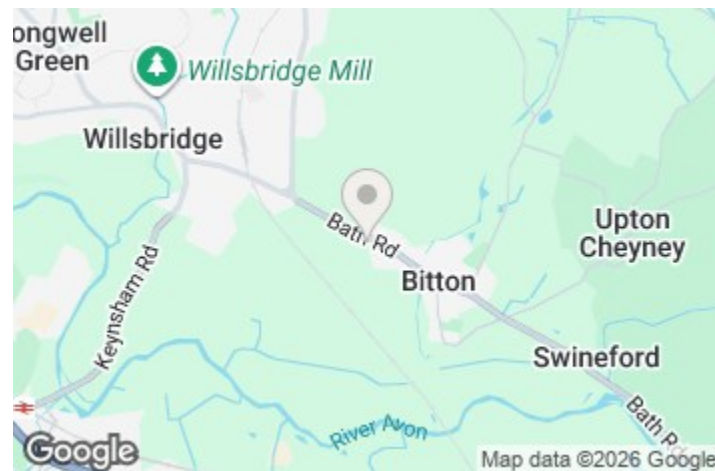 ongwell
Green
Willsbridge Mill
Willsbridge
Bath Rd
Upton
Cheyney
Bitton
Keynsham Rd
Swineford
River Avon
Bath Rd
Google
Map data ©2026 Google